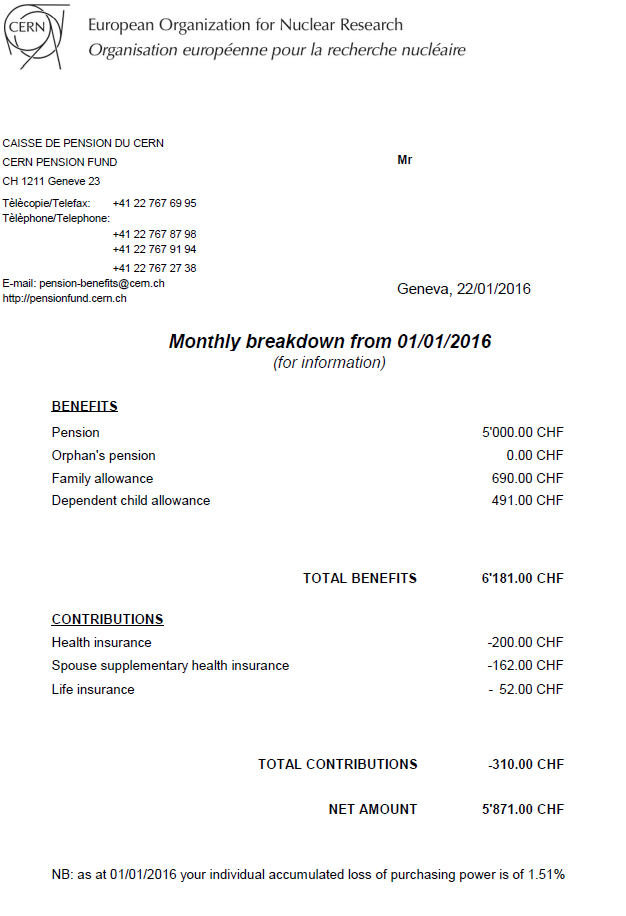 CERN
European Organization for Nuclear Research
Organisation européenne pour la recherche nucléaire
CAISSE DE PENSION DU CERN
CERN PENSION FUND
CH 1211 Geneve 23
Tèlècopie/Telefax: +41 22 767 69 95
Tèlèphone/Telephone:
+41 22 767 87 98
+41 22 767 91 94
+41 22 767 27 38
E-mail: pension-benefits@cern.ch
http://pensionfund.cern.ch
Mr
Geneva, 22/01/2016
Monthly breakdown from 01/01/2016
(for information)
BENEFITS
Pension 5'000.00 CHF
Orphan's pension 0.00 CHF
Family allowance 690.00 CHF
Dependent child allowance 491.00 CHF
TOTAL BENEFITS 6'181.00 CHF
CONTRIBUTIONS
Health insurance -200.00 CHF
Spouse supplementary health insurance -162.00 CHF
Life insurance - 52.00 CHF
TOTAL CONTRIBUTIONS -310.00 CHF
NET AMOUNT 5'871.00 CHF
NB: as at 01/01/2016 your individual accumulated loss of purchasing power is of 1.51%